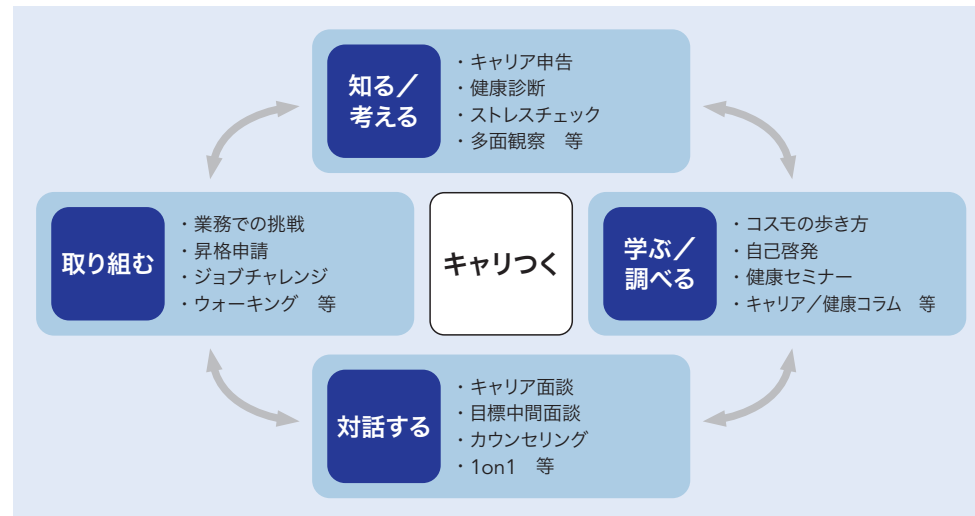 知る／
考える
・キャリア申告
・健康診断
・ストレスチェック
・多面観察　等
取り組む
・業務での挑戦
・昇格申請
・ジョブチャレンジ
・ウォーキング　等
キャリつく
学ぶ／
調べる
・コスモの歩き方
・自己啓発
・健康セミナー
・キャリア／健康コラム　等
対話する
・キャリア面談
・目標中間面談
・カウンセリング
・1on1　等